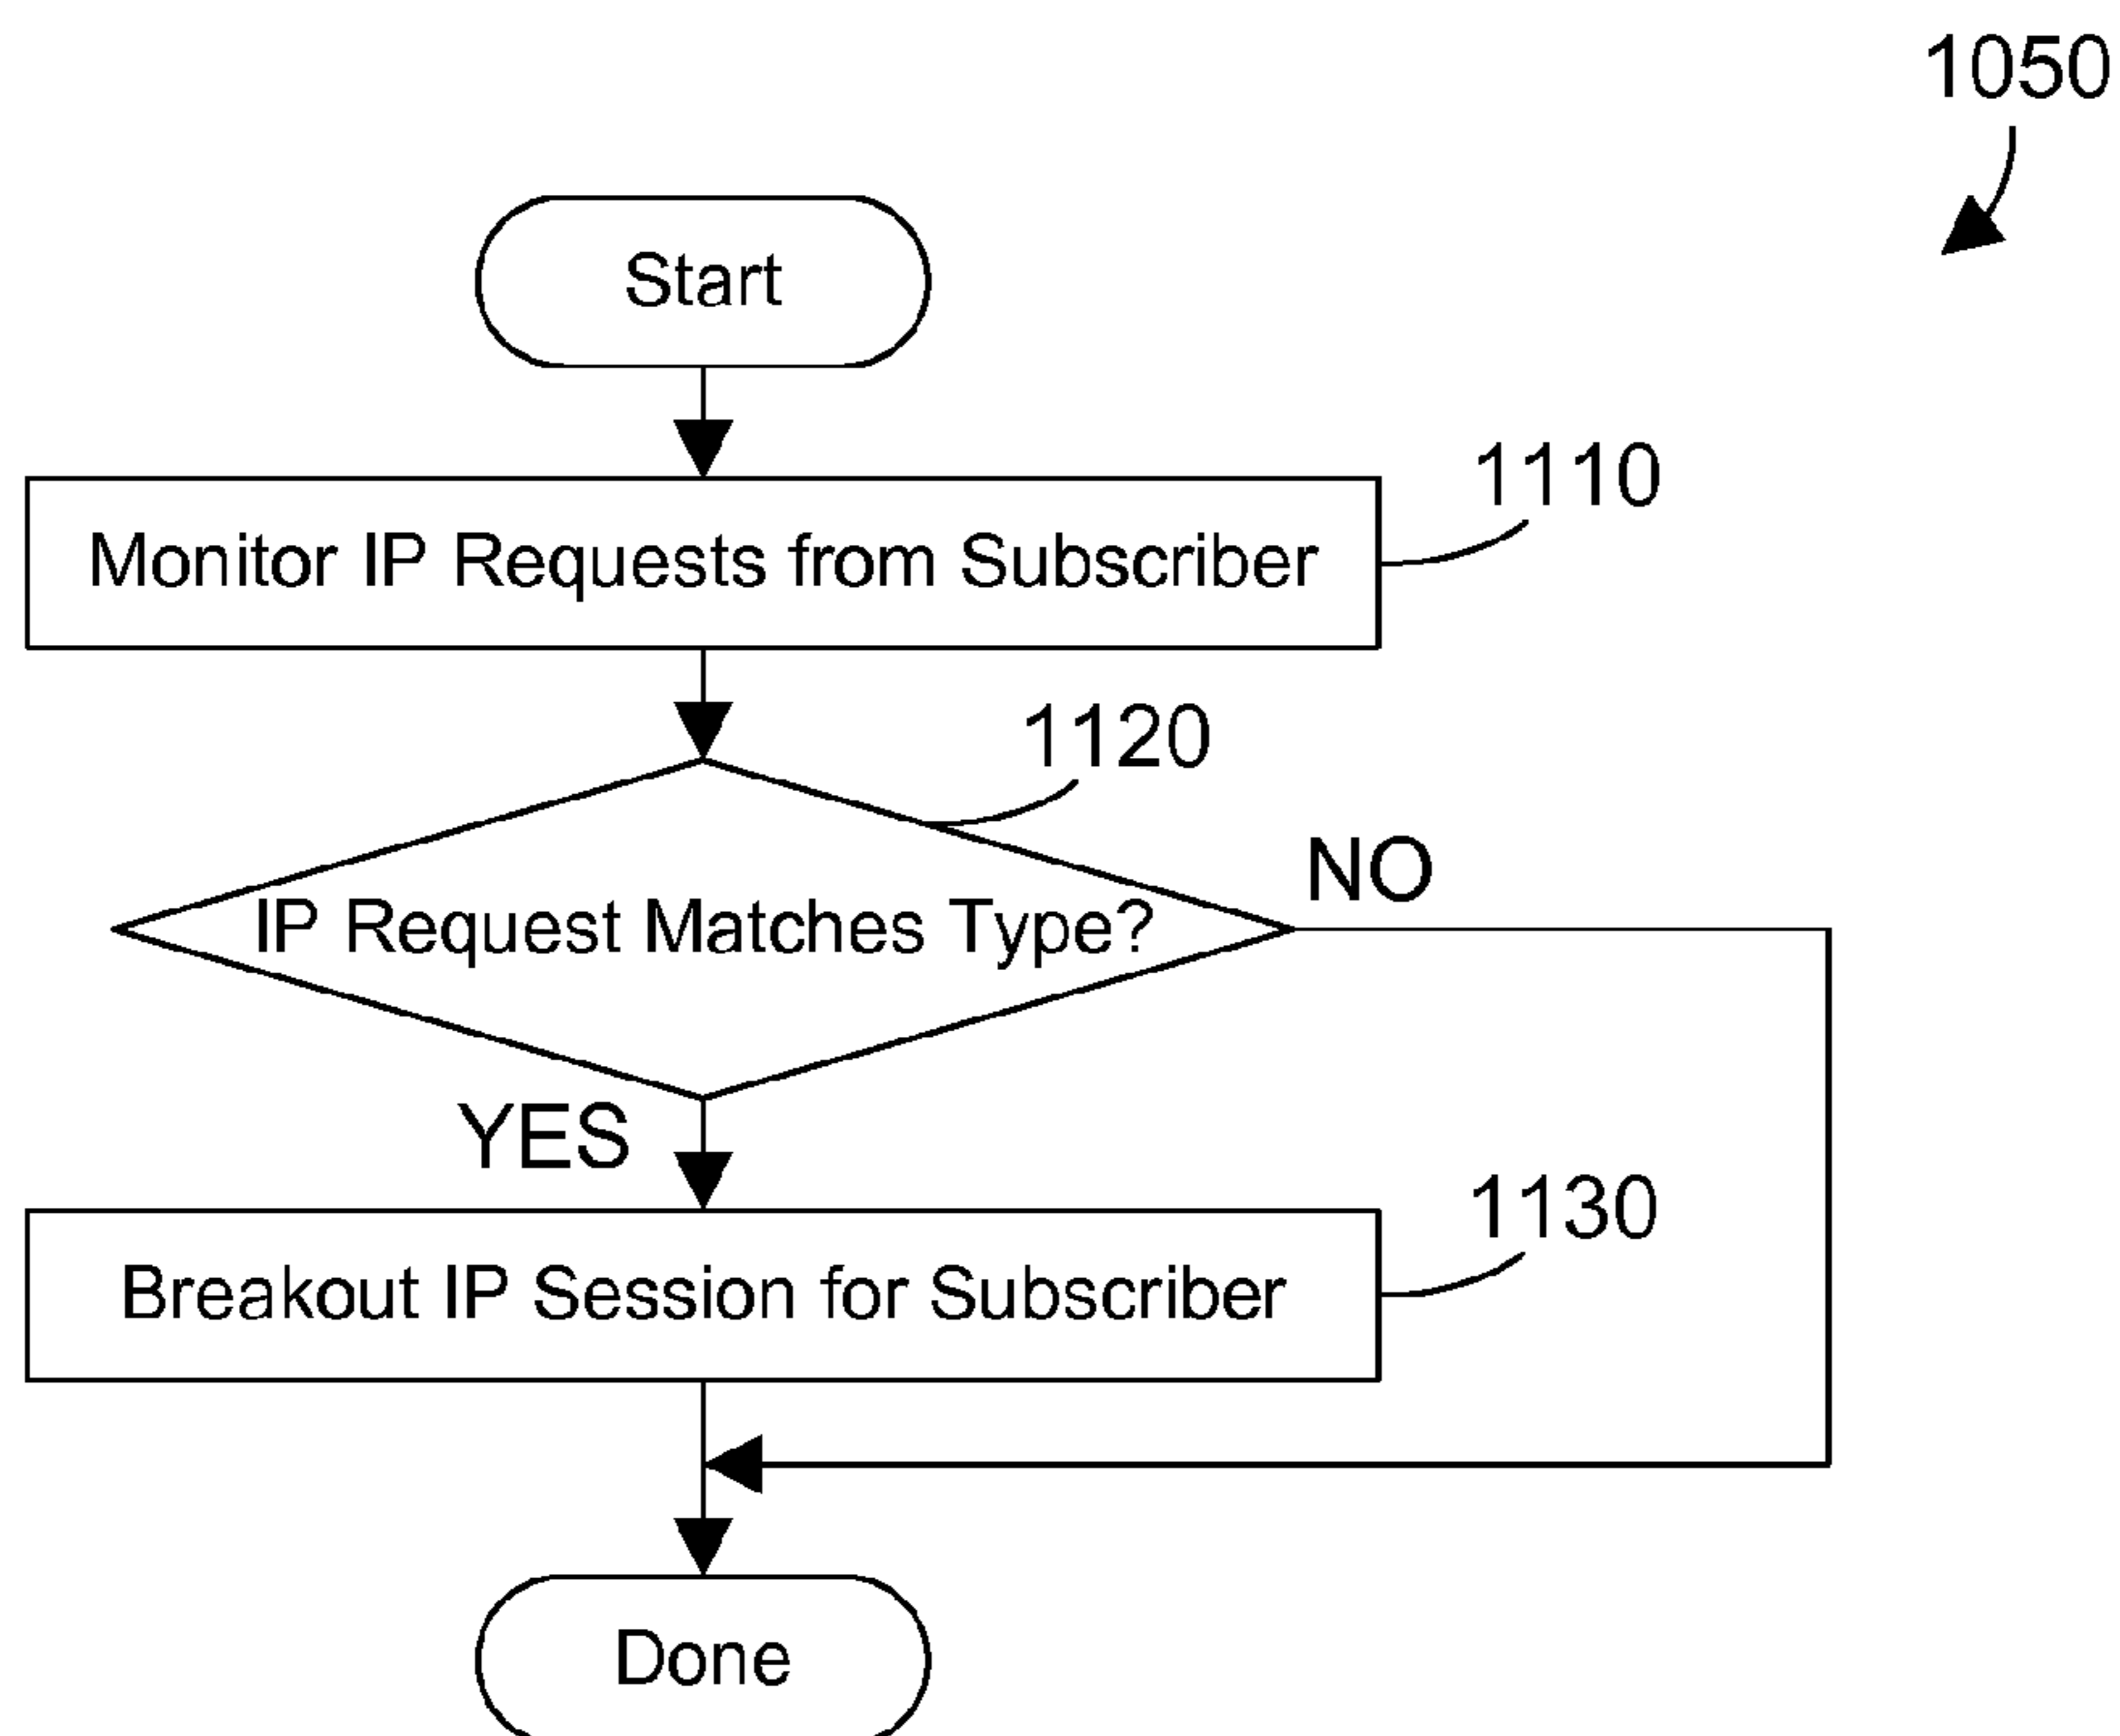 1050
Start
Monitor IP Requests from Subscriber
1110
1120
IP Request Matches Type?
NO
YES
1130
Breakout IP Session for Subscriber
Done